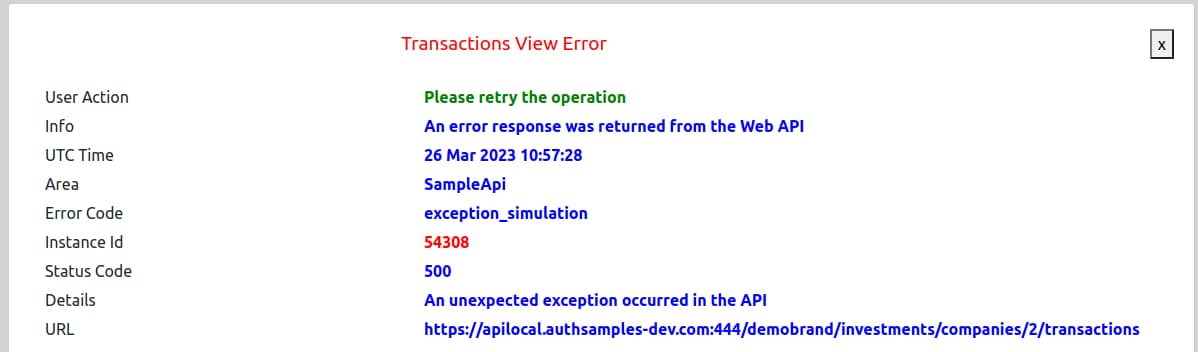 Transactions View Error
x
User Action Please retry the operation
Info An error response was returned from the Web API
UTC Time 26 Mar 2023 10:57:28
Area SampleApi
Error Code exception_simulation
Instance Id 54308
Status Code 500
Details An unexpected exception occurred in the API
URL https://apilocal.authsamples-dev.com:444/demobrand/investments/companies/2/transactions